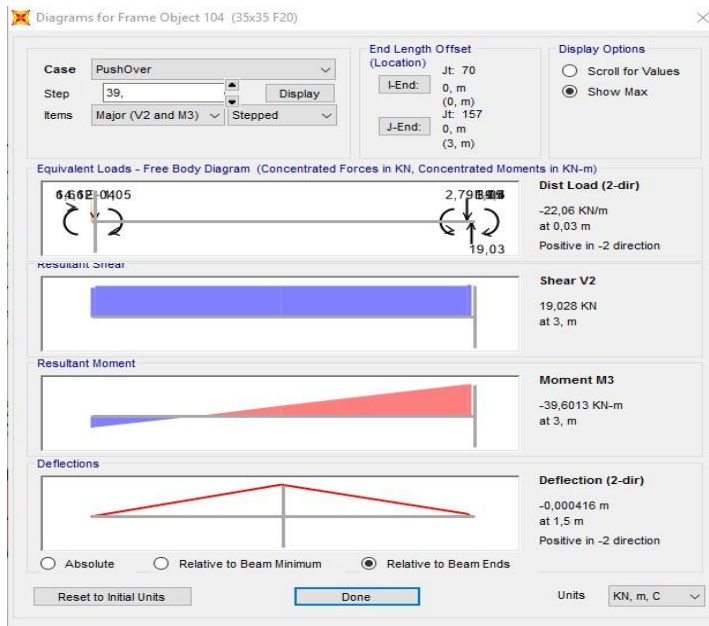 Diagrams for Frame Object 104 (35x35 F20)
Case PushOver
Step 39, Display
Items Major (V2 and M3) Stepped
End Length Offset
(Location)
I-End:
Jt: 70
0, m
(0, m)
J-End:
Jt: 157
0, m
(3, m)
Display Options
Scroll for Values
Show Max
Equivalent Loads - Free Body Diagram (Concentrated Forces in KN, Concentrated Moments in KN-m)
19,03
Dist Load (2-dir)
-22,06 KN/m
at 0,03 m
Positive in -2 direction
Resultant Shear
Shear V2
19,028 KN
at 3, m
Resultant Moment
Moment M3
-39,6013 KN-m
at 3, m
Deflections
Deflection (2-dir)
-0,000416 m
at 1,5 m
Positive in -2 direction
Absolute Relative to Beam Minimum Relative to Beam Ends
Reset to Initial Units Done Units KN, m, C